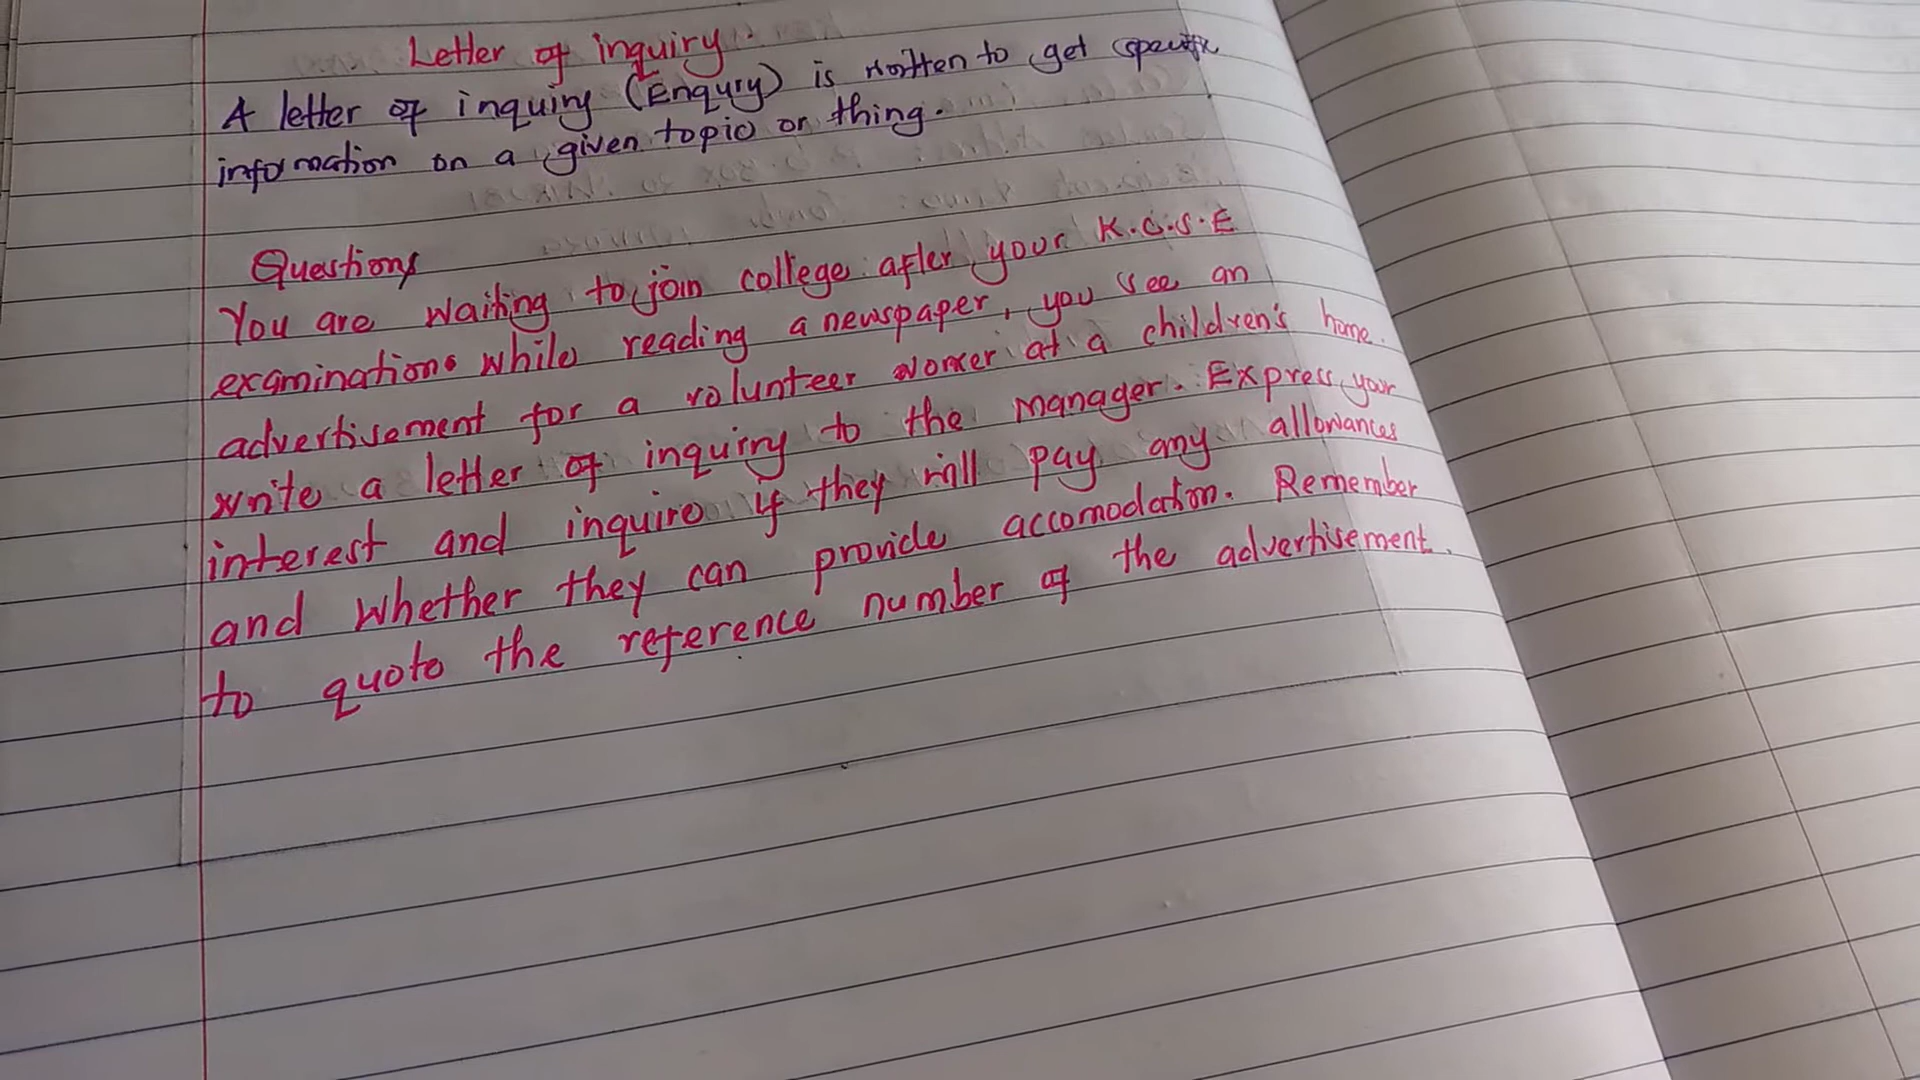 Letter of inquiry.
A letter of inquiry (Enqury) is written to get specific
information on a given topic or thing.
Questions
You are waiting to join college after your K.C.S.E
examination. While reading a newspaper, you see an
advertisement for a volunteer worker at a children's home.
write a letter of inquiry to the manager. Express your
interest and inquire if they will pay any allowances
and whether they can provide accomodation. Remember
to quote the reference number of the advertisement.